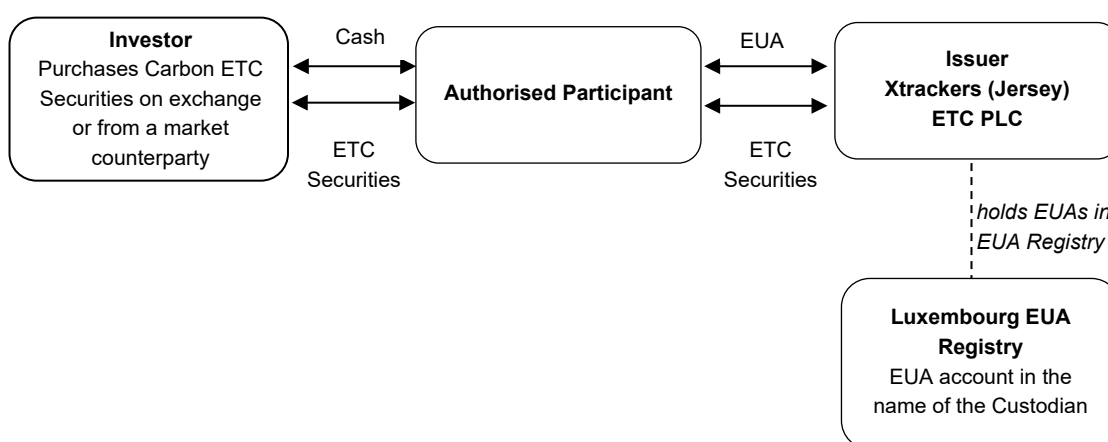 Investor
Purchases Carbon ETC
Securities on exchange
or from a market
counterparty
Cash
ETC
Securities
Authorised Participant
EUA
ETC
Securities
Issuer
Xtrackers (Jersey)
ETC PLC
holds EUAs in
EUA Registry
Luxembourg EUA
Registry
EUA account in the
name of the Custodian